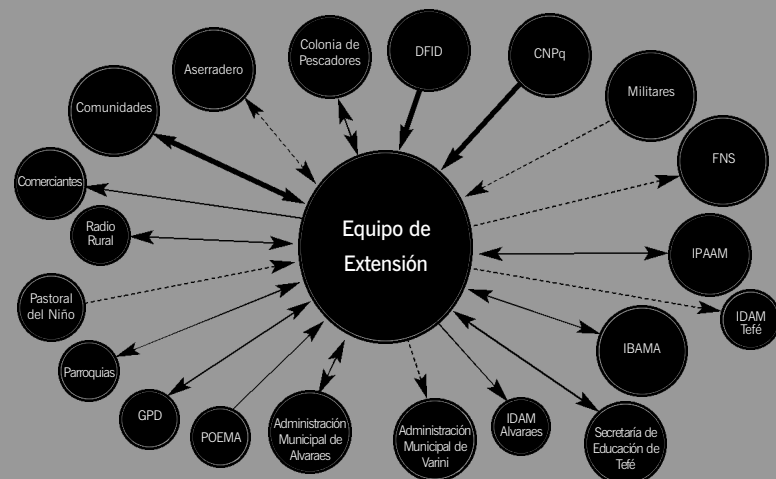 Colonia de
Pescadores
DFID
CNPq
Aserradero
Militares
Comunidades
FNS
Comerciantes
Radio
Rural
Equipo de
Extensión
IPAAM
Pastoral
del Niño
IDAM
Tefé
IBAMA
Parroquias
GPD
POEMA
Administración
Municipal de
Alvaraes
Administración
Municipal de
Varini
IDAM
Alvaraes
Secretaría de
Educación de
Tefé